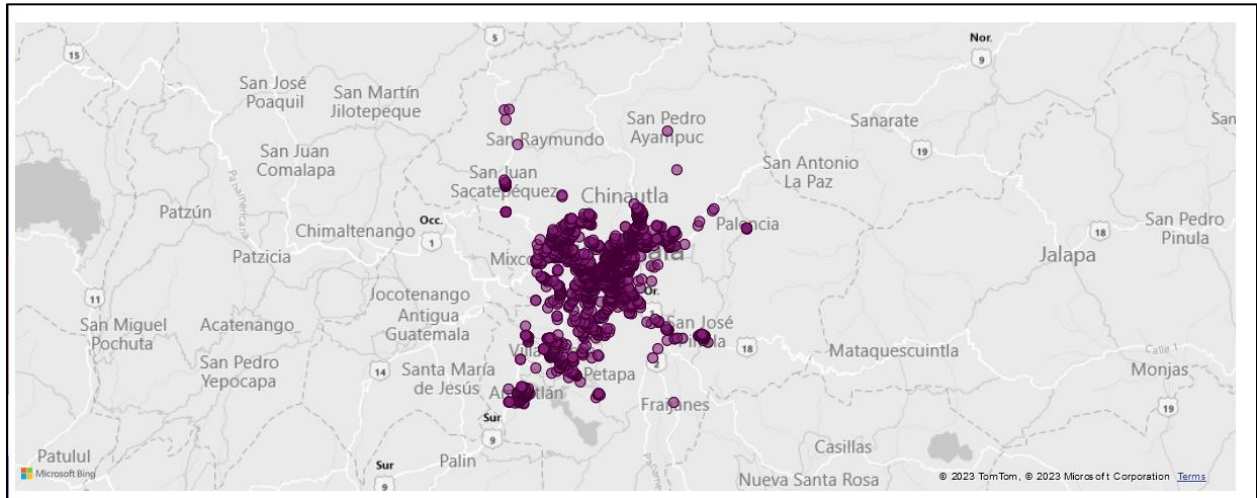 Nor.
5
15
9
San José
Poaquil
San Martín
Jilotepeque
San Pedro
Ayampuc
Sanarate
San Raymundo
19
San Juan
Comalapa
San Antonio
La Paz
San Juan
Sacatepéquez
Panamericana
Chinautla
Patzún
Occ.
Palencia
San Pedro
Pinula
Chimaltenango
1
18
Patzicia
Mixco
Jalapa
Or.
11
Jocotenango
Antigua
Guatemala
San Miguel
Pochuta
Acatenango
San José
18
Mataquescuintla
Calle 1
San Pedro
Yepocapa
14
Santa María
de Jesús
Petapa
2
Monjas
Fraijanes
19
Sur
9
Casillas
Patulul
Sur
9
Palin
Nueva Santa Rosa
Microsoft Bing
© 2023 TomTom, © 2023 Microsoft Corporation Terms